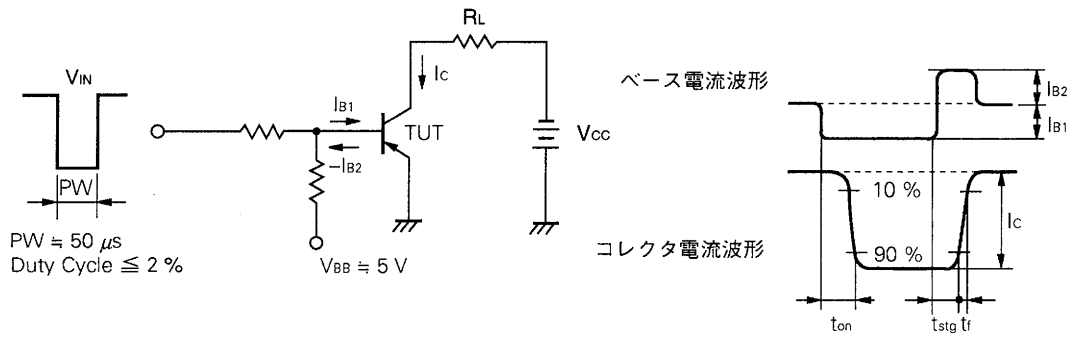 VIN
PW
PW ≒ 50 μs
Duty Cycle ≦ 2 %
RL
IC
IB1
TUT
−IB2
VCC
VBB ≒ 5 V
ベース電流波形
IB2
IB1
コレクタ電流波形
10 %
90 %
IC
ton
tstg tf